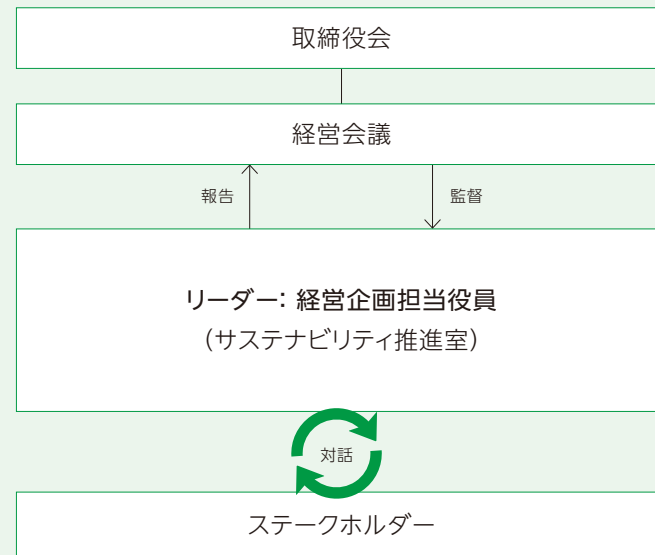 取締役会
経営会議
報告
監督
リーダー: 経営企画担当役員
（サステナビリティ推進室）
対話
ステークホルダー